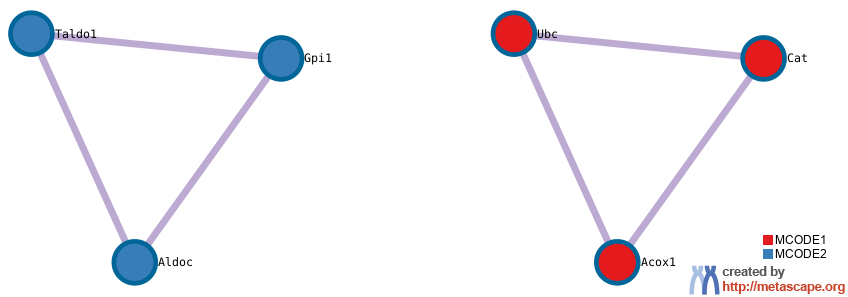 Taldo1
Gpi1
Aldoc
Ubc
Cat
Acox1
MCODE1
MCODE2
created by
http://metascape.org